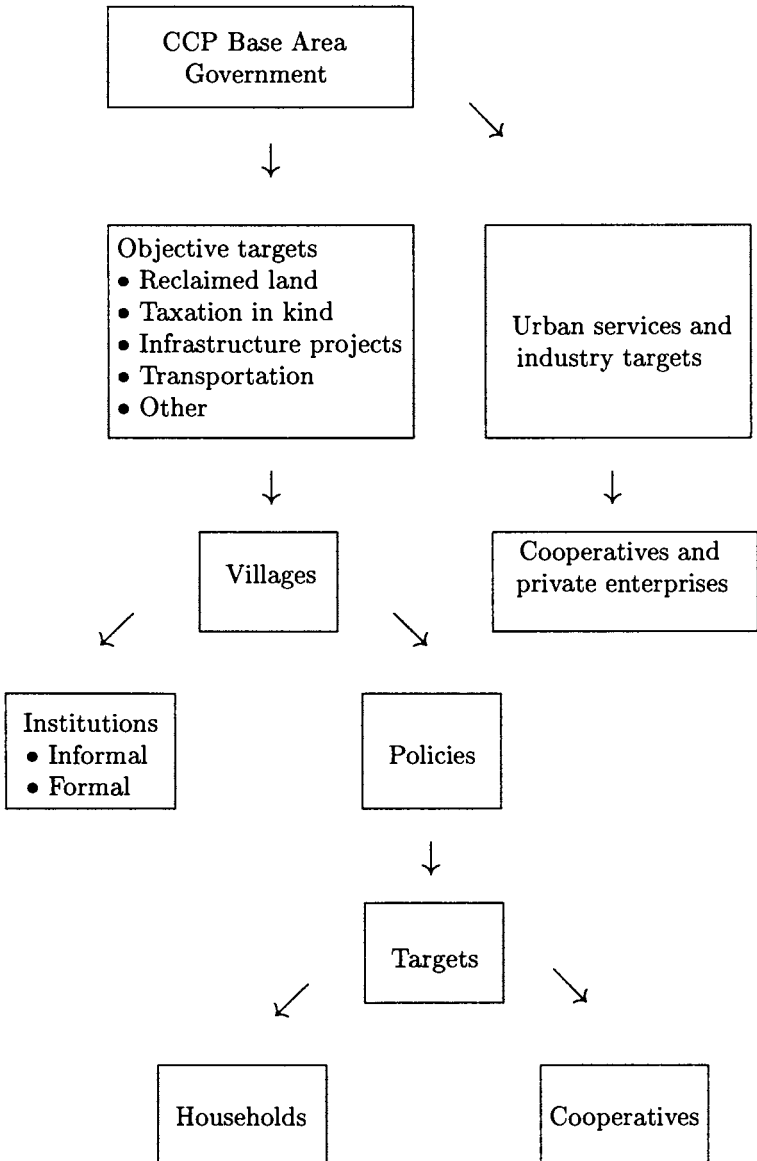 CCP Base Area
Government
Objective targets
• Reclaimed land
• Taxation in kind
• Infrastructure projects
• Transportation
• Other
Urban services and
industry targets
Villages
Cooperatives and
private enterprises
Institutions
• Informal
• Formal
Policies
Targets
Households
Cooperatives